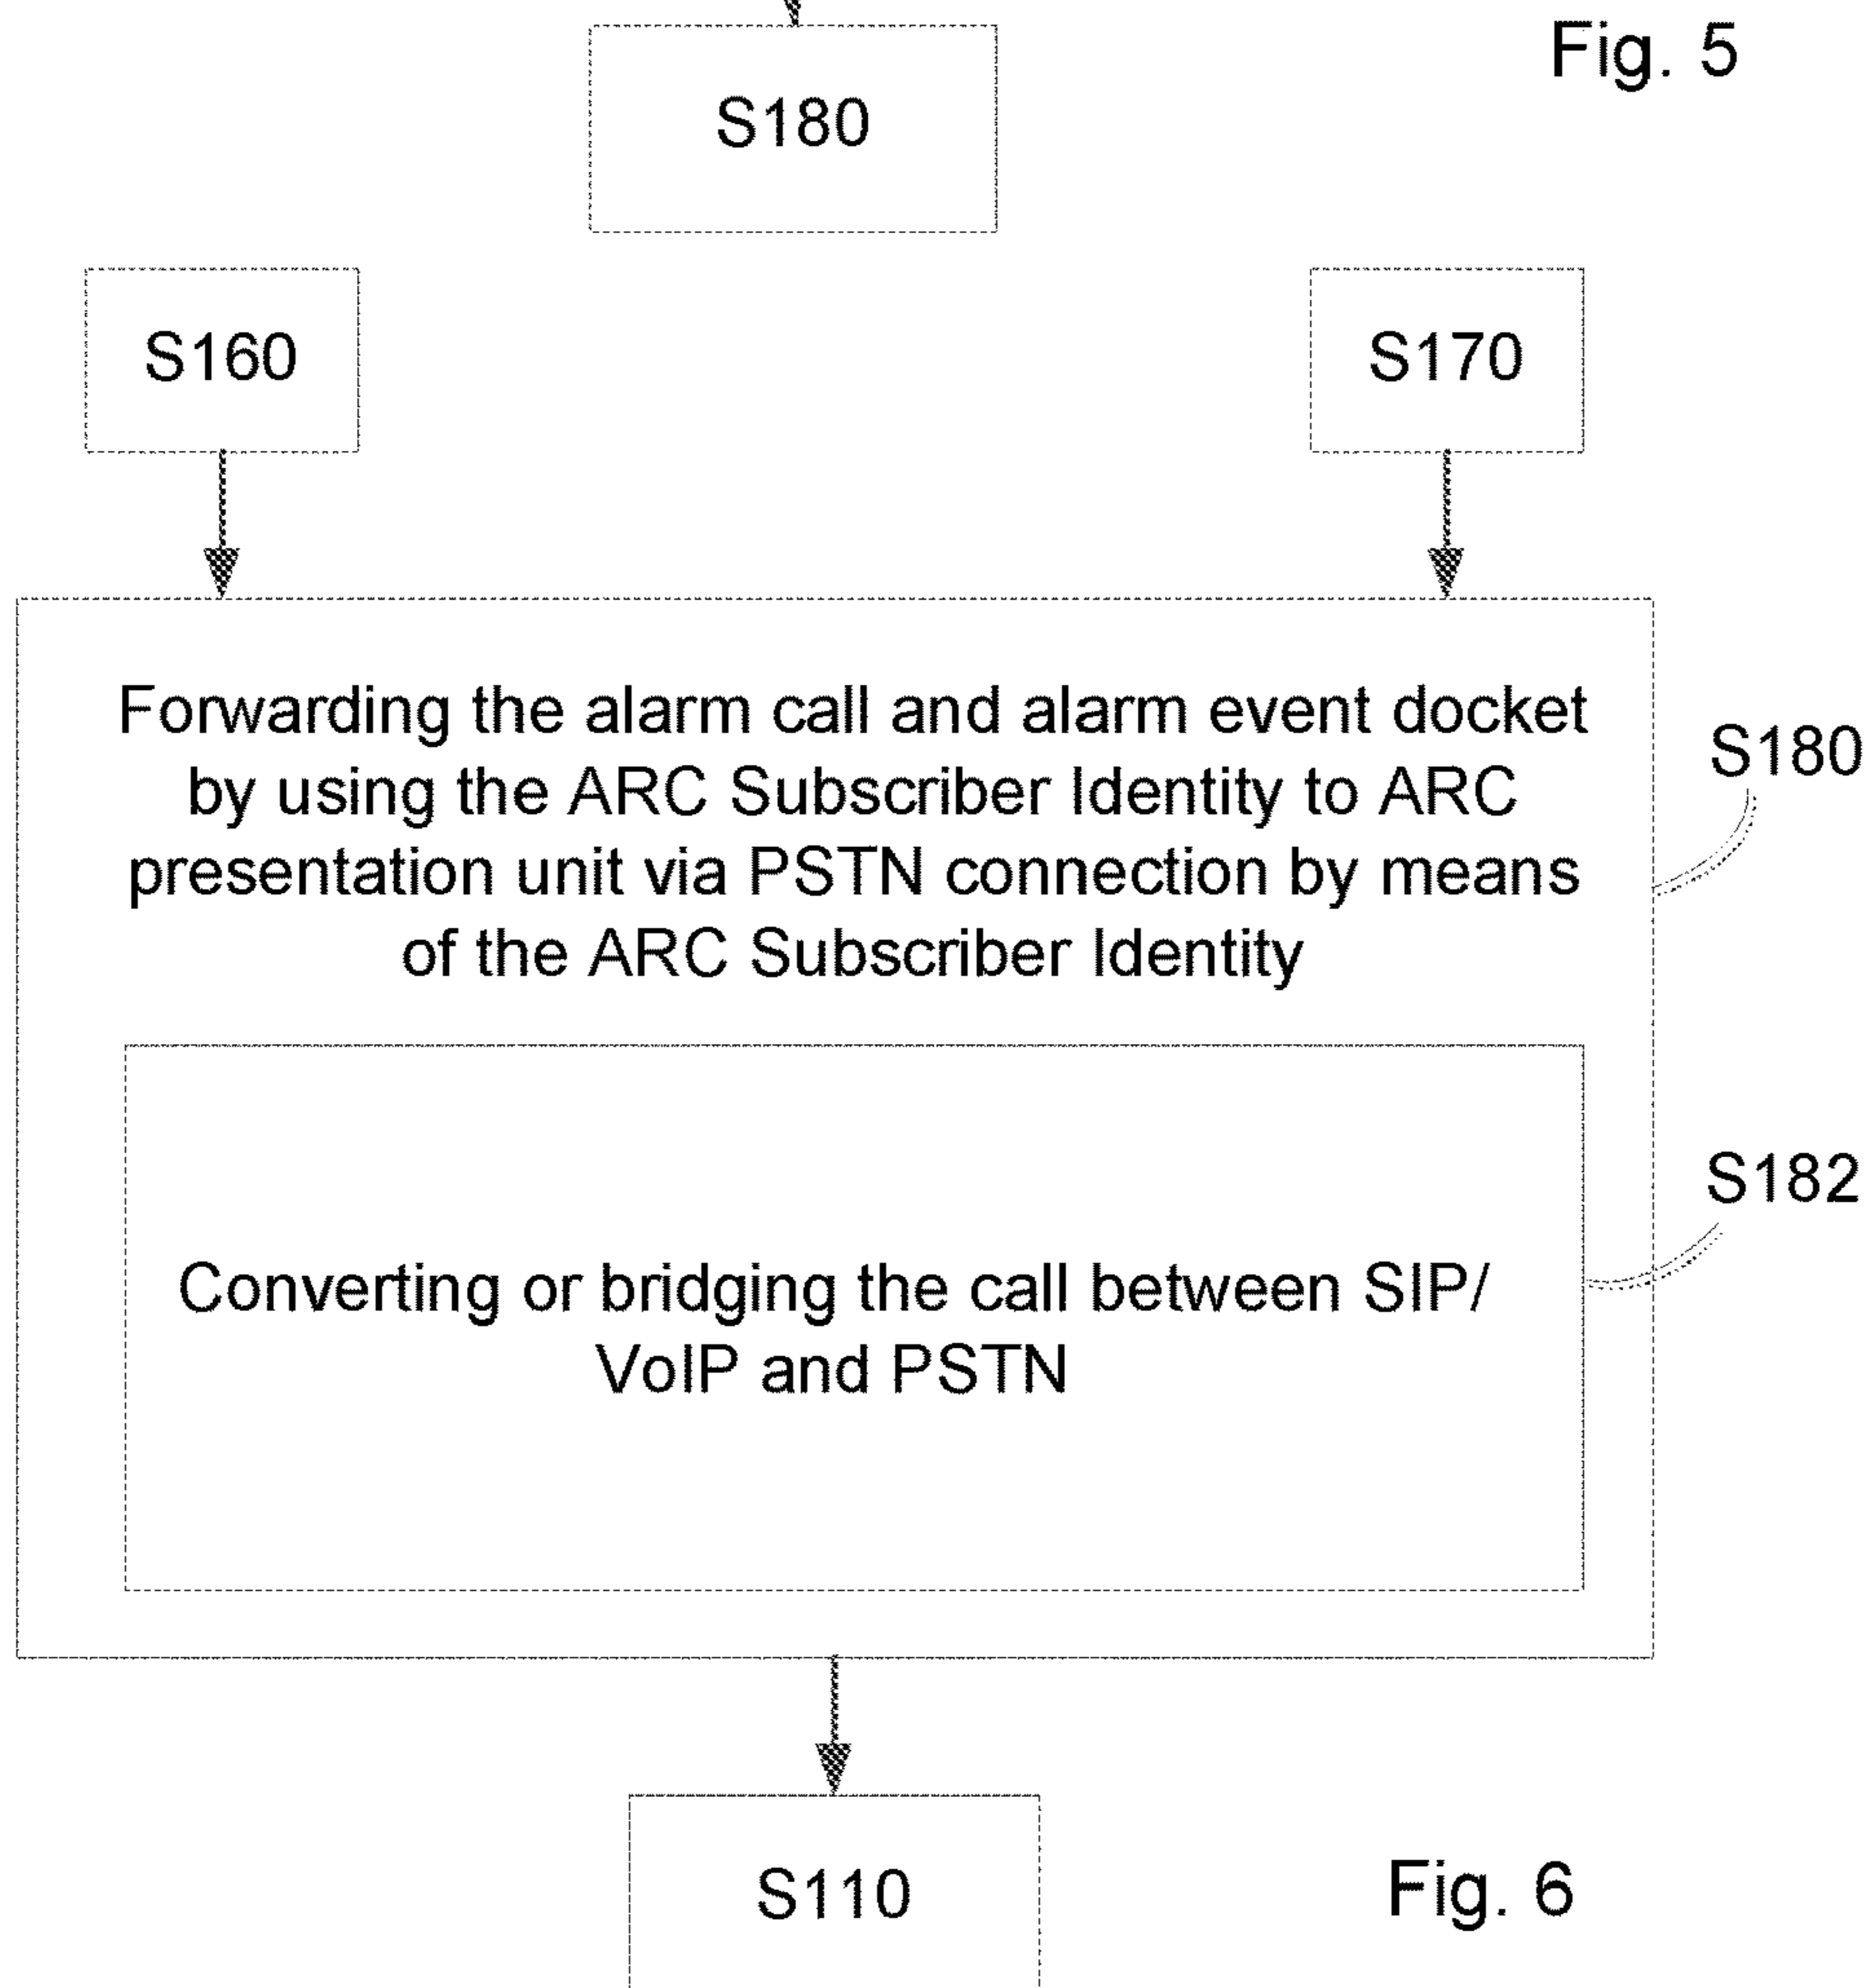 Fig. 5
S180
S160
S170
Forwarding the alarm call and alarm event docket
by using the ARC Subscriber Identity to ARC
presentation unit via PSTN connection by means
of the ARC Subscriber Identity
S180
S182
Converting or bridging the call between SIP/
VoIP and PSTN
S110
Fig. 6